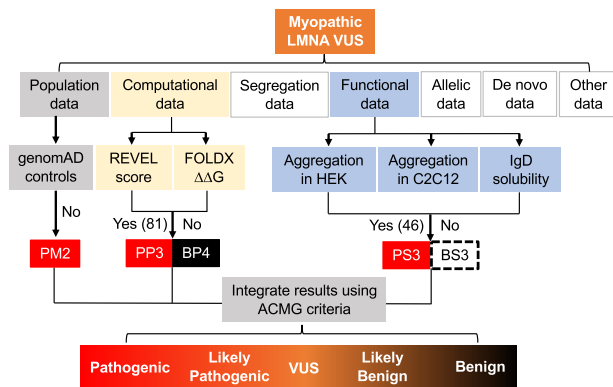 Myopathic
LMNA VUS
Population
data
Computational
data
Segregation
data
Functional
data
Allelic
data
De novo
data
Other
data
genomAD
controls
REVEL
score
FOLDX
ΔΔG
Aggregation
in HEK
Aggregation
in C2C12
IgD
solubility
No
Yes (81) No
Yes (46) No
PM2
PP3 BP4
PS3 BS3
Integrate results using
ACMG criteria
Pathogenic
Likely
Pathogenic
VUS
Likely
Benign
Benign